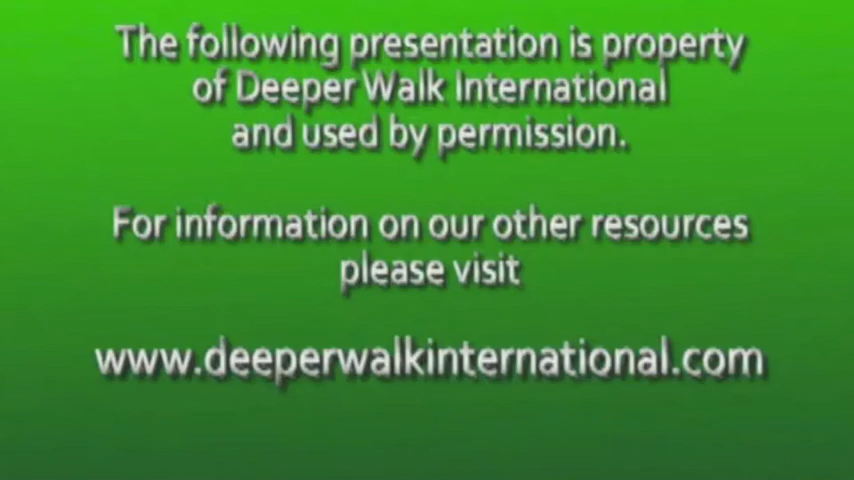 The following presentation is property
of Deeper Walk International
and used by permission.
For information on our other resources
please visit
www.deeperwalkinternational.com